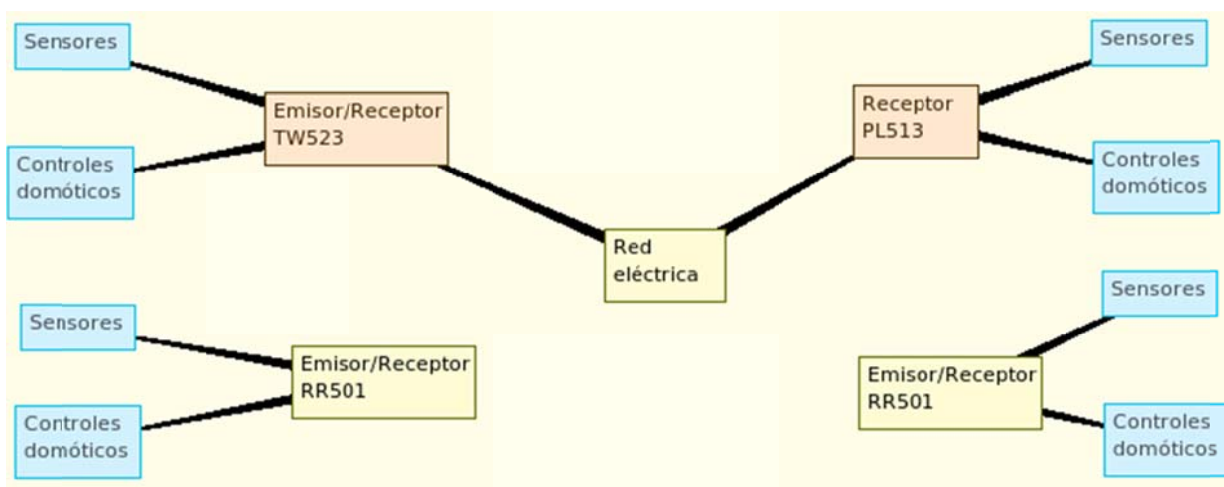 Sensores
Emisor/Receptor
TW523
Controles
domóticos
Sensores
Receptor
PL513
Controles
domóticos
Red
eléctrica
Sensores
Emisor/Receptor
RR501
Controles
domóticos
Sensores
Emisor/Receptor
RR501
Controles
domóticos